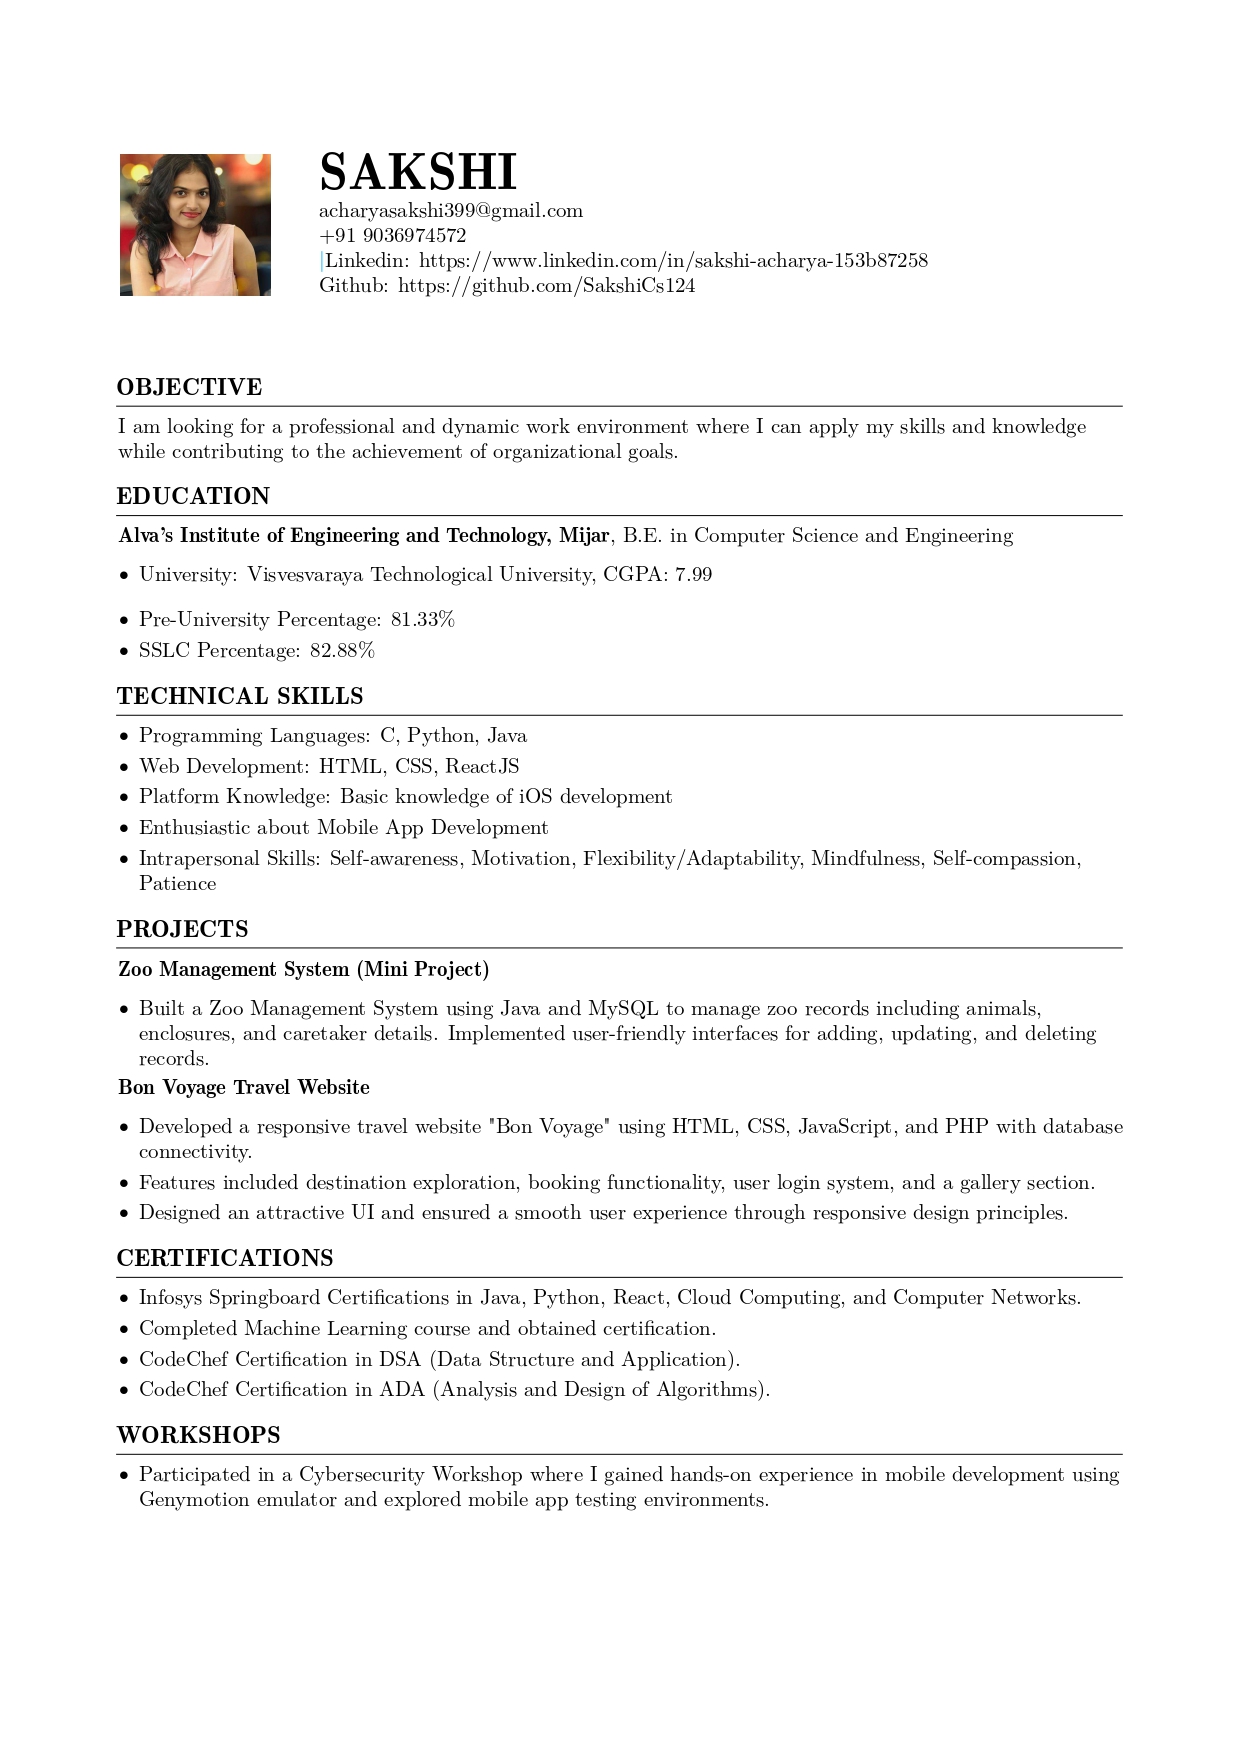 SAKSHI
acharyasakshi399@gmail.com
+91 9036974572
|Linkedin: https://www.linkedin.com/in/sakshi-acharya-153b87258
Github: https://github.com/SakshiCs124
OBJECTIVE
I am looking for a professional and dynamic work environment where I can apply my skills and knowledge
while contributing to the achievement of organizational goals.
EDUCATION
Alva's Institute of Engineering and Technology, Mijar, B.E. in Computer Science and Engineering
• University: Visvesvaraya Technological University, CGPA: 7.99
• Pre-University Percentage: 81.33%
• SSLC Percentage: 82.88%
TECHNICAL SKILLS
• Programming Languages: C, Python, Java
• Web Development: HTML, CSS, ReactJS
• Platform Knowledge: Basic knowledge of iOS development
• Enthusiastic about Mobile App Development
• Intrapersonal Skills: Self-awareness, Motivation, Flexibility/Adaptability, Mindfulness, Self-compassion,
Patience
PROJECTS
Zoo Management System (Mini Project)
• Built a Zoo Management System using Java and MySQL to manage zoo records including animals,
enclosures, and caretaker details. Implemented user-friendly interfaces for adding, updating, and deleting
records.
Bon Voyage Travel Website
• Developed a responsive travel website "Bon Voyage" using HTML, CSS, JavaScript, and PHP with database
connectivity.
• Features included destination exploration, booking functionality, user login system, and a gallery section.
• Designed an attractive UI and ensured a smooth user experience through responsive design principles.
CERTIFICATIONS
• Infosys Springboard Certifications in Java, Python, React, Cloud Computing, and Computer Networks.
• Completed Machine Learning course and obtained certification.
• CodeChef Certification in DSA (Data Structure and Application).
• CodeChef Certification in ADA (Analysis and Design of Algorithms).
WORKSHOPS
• Participated in a Cybersecurity Workshop where I gained hands-on experience in mobile development using
Genymotion emulator and explored mobile app testing environments.